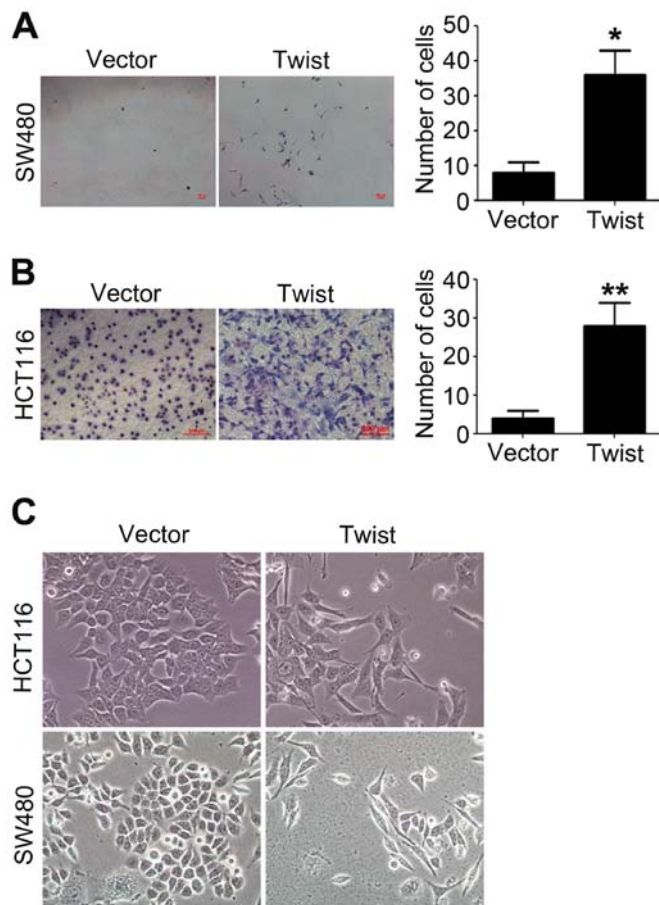 A
Vector Twist
SW480
Number of cells
50
40
30
20
10
0
*
Vector Twist
B
Vector Twist
HCT116
Number of cells
40
30
20
10
0
**
Vector Twist
C
Vector Twist
HCT116
SW480